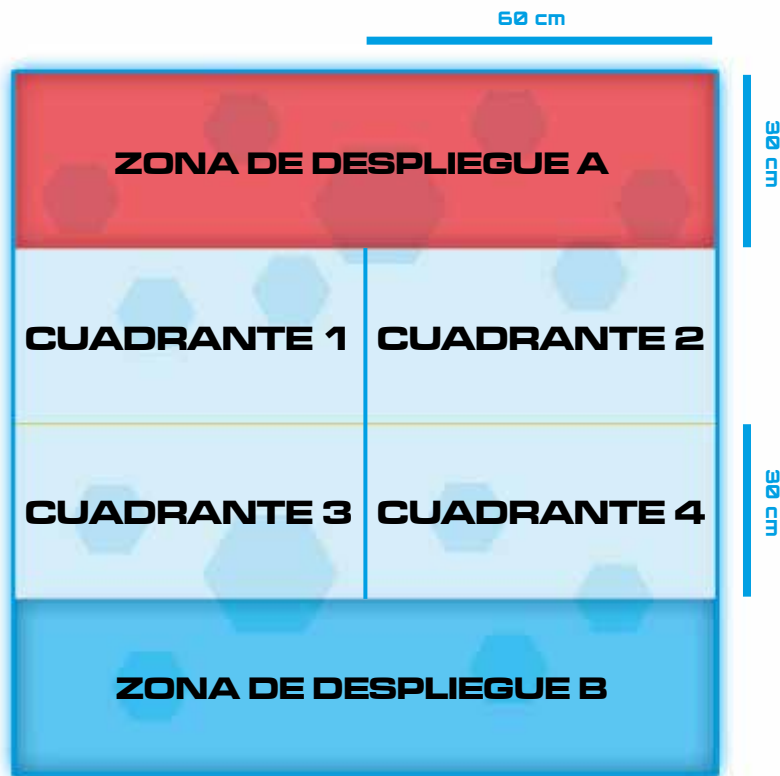 60 cm
ZONA DE DESPLIEGUE A
30 cm
CUADRANTE 1
CUADRANTE 2
CUADRANTE 3
CUADRANTE 4
30 cm
ZONA DE DESPLIEGUE B